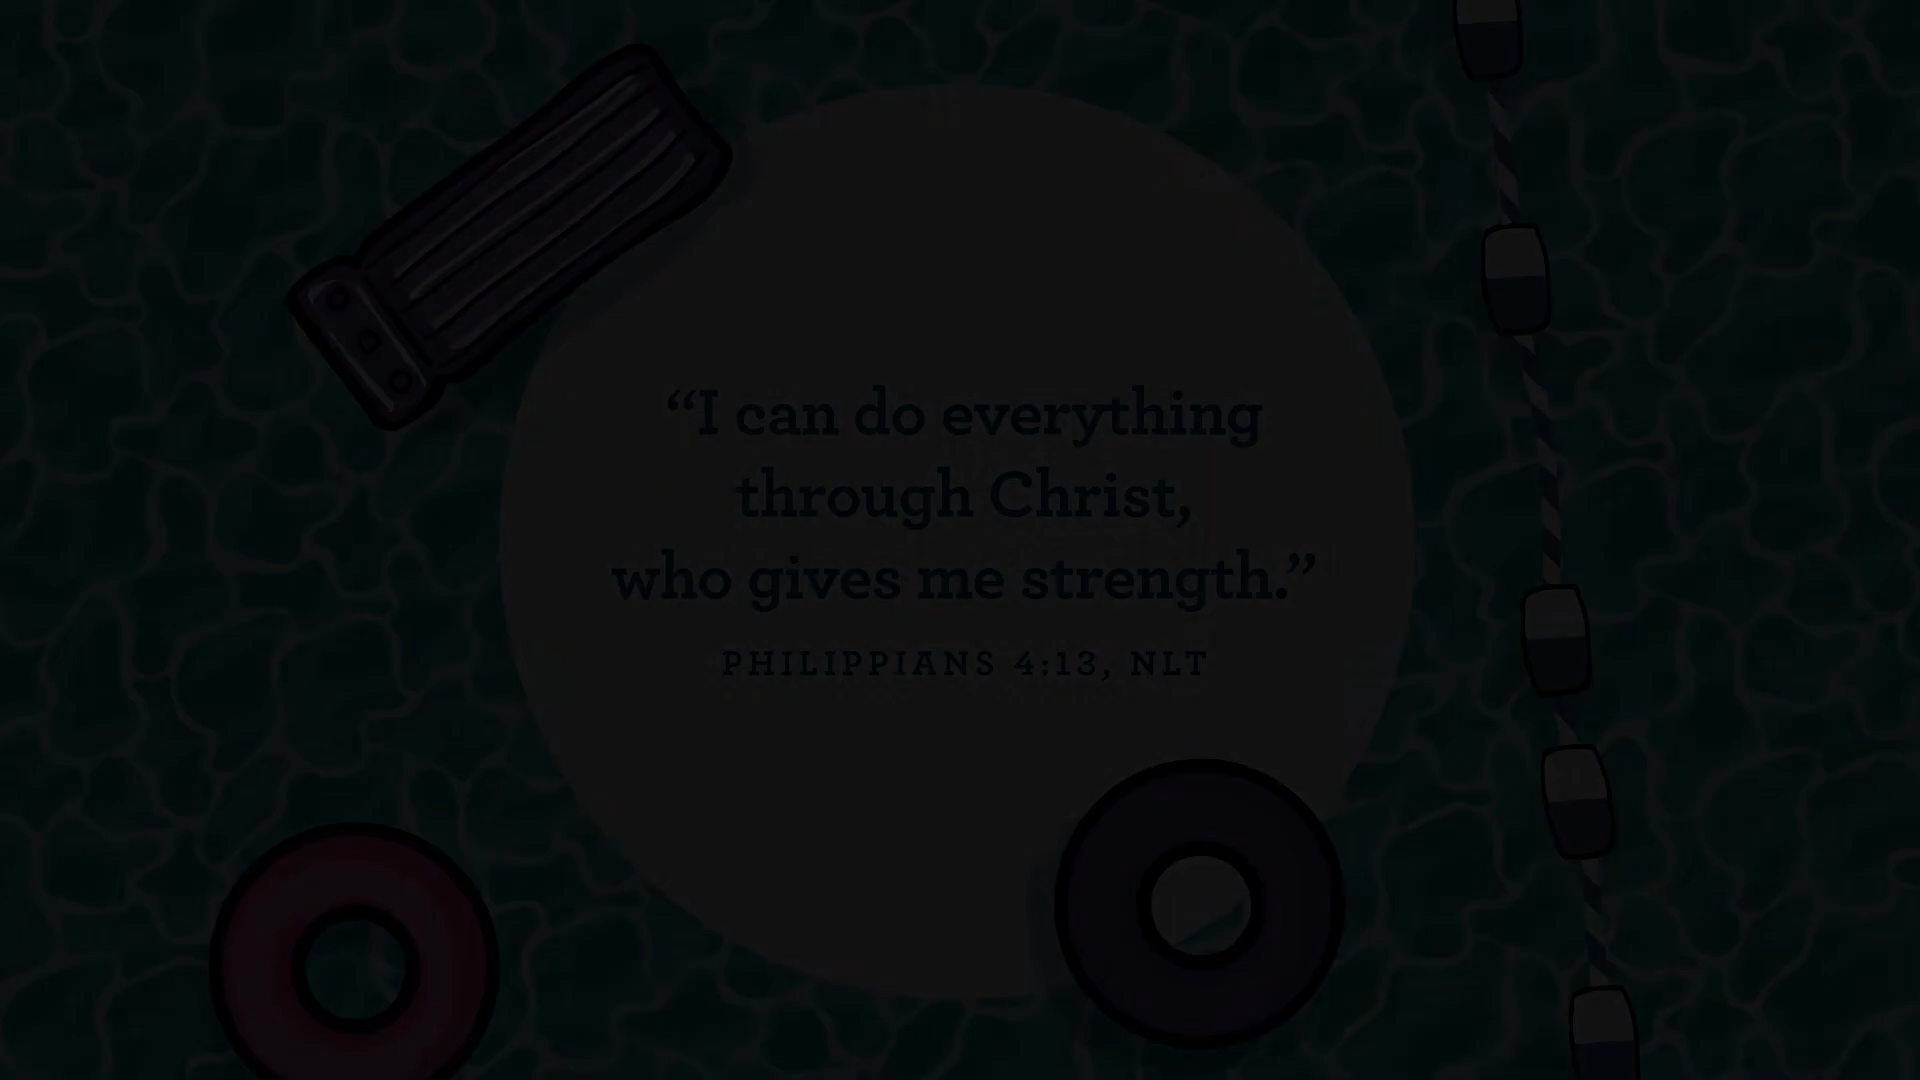 “I can do everything
through Christ,
who gives me strength.”
PHILIPPIANS 4:13, NLT